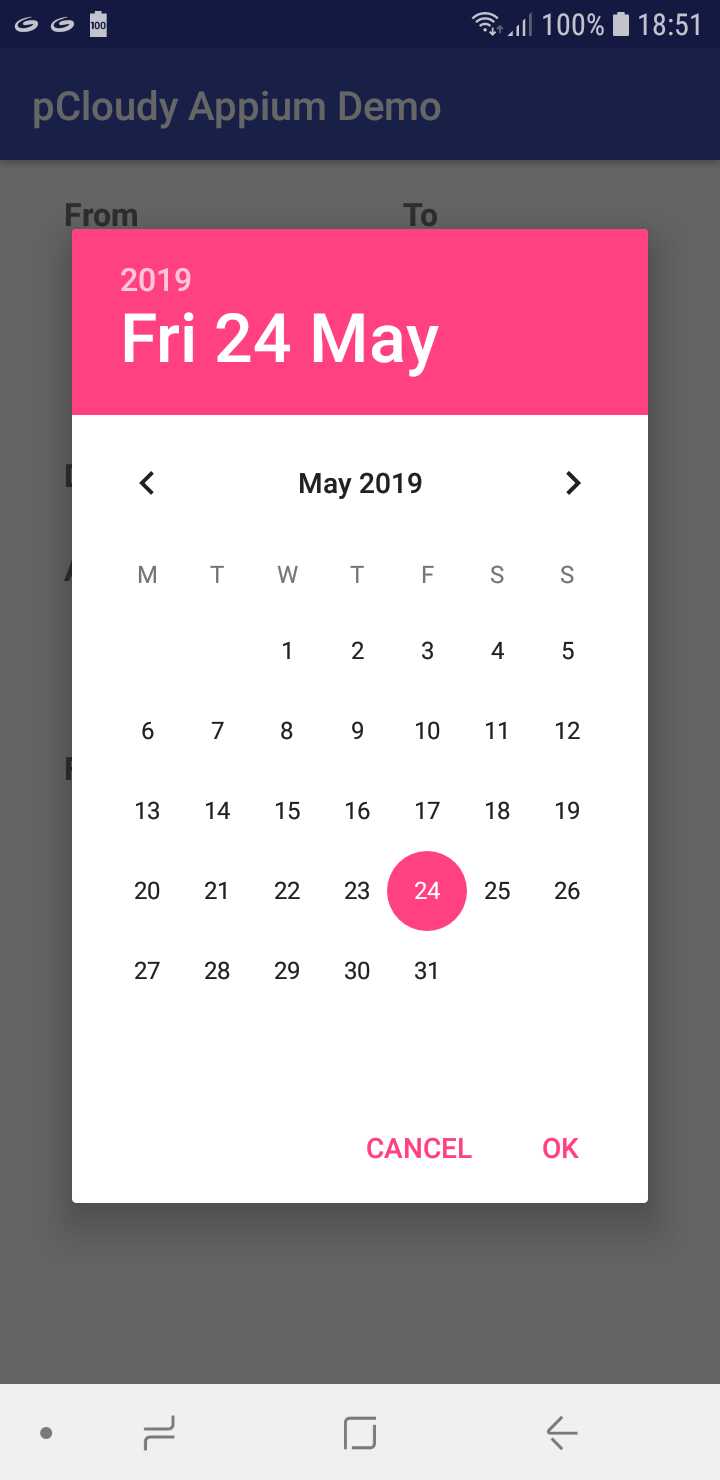 100 100% 18:51
pCloudy Appium Demo
From To
2019
Fri 24 May
May 2019
M T W T F S S
1 2 3 4 5
6 7 8 9 10 11 12
13 14 15 16 17 18 19
20 21 22 23 24 25 26
27 28 29 30 31
CANCEL OK